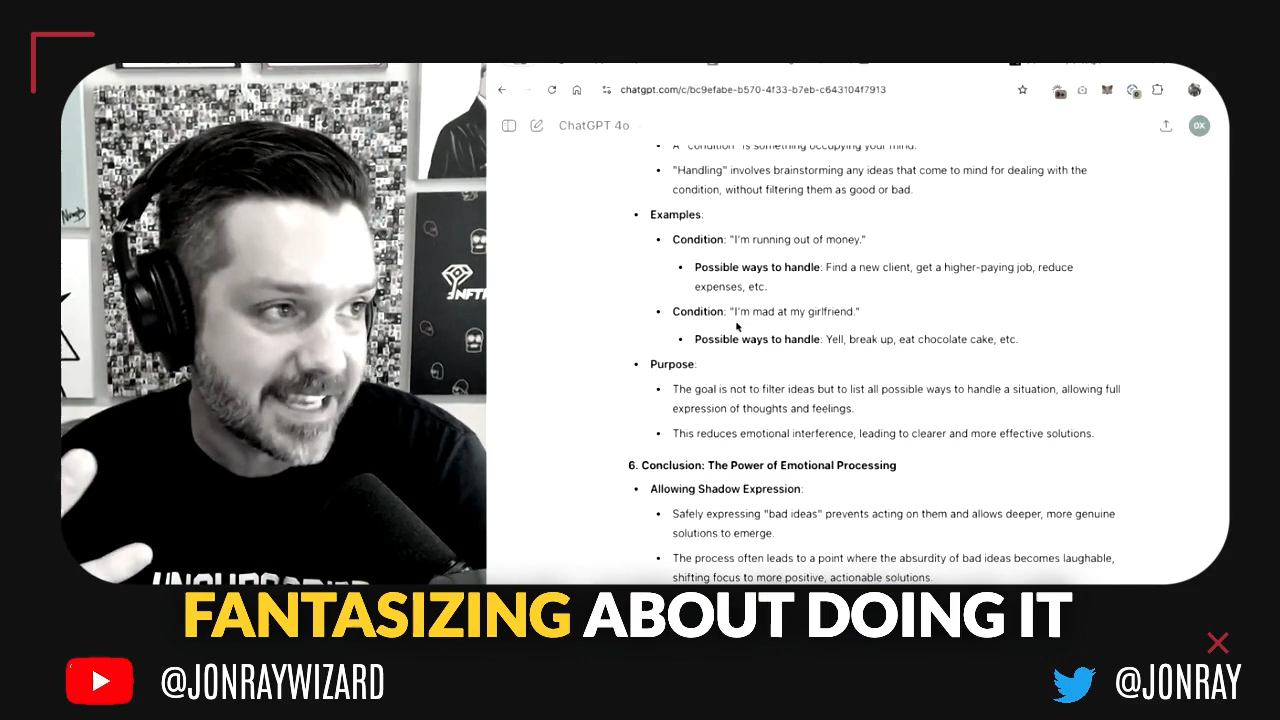 chatgpt.com/c/bc9efabe-b570-4f33-b7eb-c643104f7913
ChatGPT 4o
OX
• A "condition" is something occupying your mind.
• "Handling" involves brainstorming any ideas that come to mind for dealing with the
condition, without filtering them as good or bad.
• Examples:
• Condition: "I'm running out of money."
• Possible ways to handle: Find a new client, get a higher-paying job, reduce
expenses, etc.
• Condition: "I'm mad at my girlfriend."
• Possible ways to handle: Yell, break up, eat chocolate cake, etc.
• Purpose:
• The goal is not to filter ideas but to list all possible ways to handle a situation, allowing full
expression of thoughts and feelings.
• This reduces emotional interference, leading to clearer and more effective solutions.
6. Conclusion: The Power of Emotional Processing
• Allowing Shadow Expression:
• Safely expressing "bad ideas" prevents acting on them and allows deeper, more genuine
solutions to emerge.
• The process often leads to a point where the absurdity of bad ideas becomes laughable,
shifting focus to more positive, actionable solutions.
FANTASIZING ABOUT DOING IT
@JONRAYWIZARD
@JONRAY